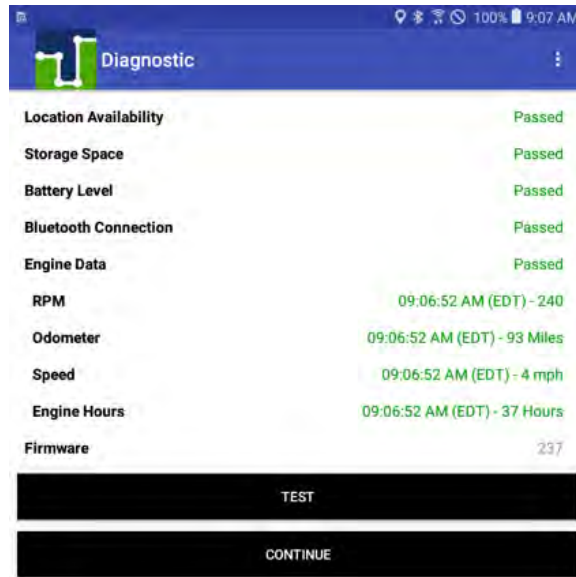 100% 9:07 AM
Diagnostic
Location Availability Passed
Storage Space Passed
Battery Level Passed
Bluetooth Connection Passed
Engine Data Passed
RPM 09:06:52 AM (EDT) - 240
Odometer 09:06:52 AM (EDT) - 93 Miles
Speed 09:06:52 AM (EDT) - 4 mph
Engine Hours 09:06:52 AM (EDT) - 37 Hours
Firmware 237
TEST
CONTINUE